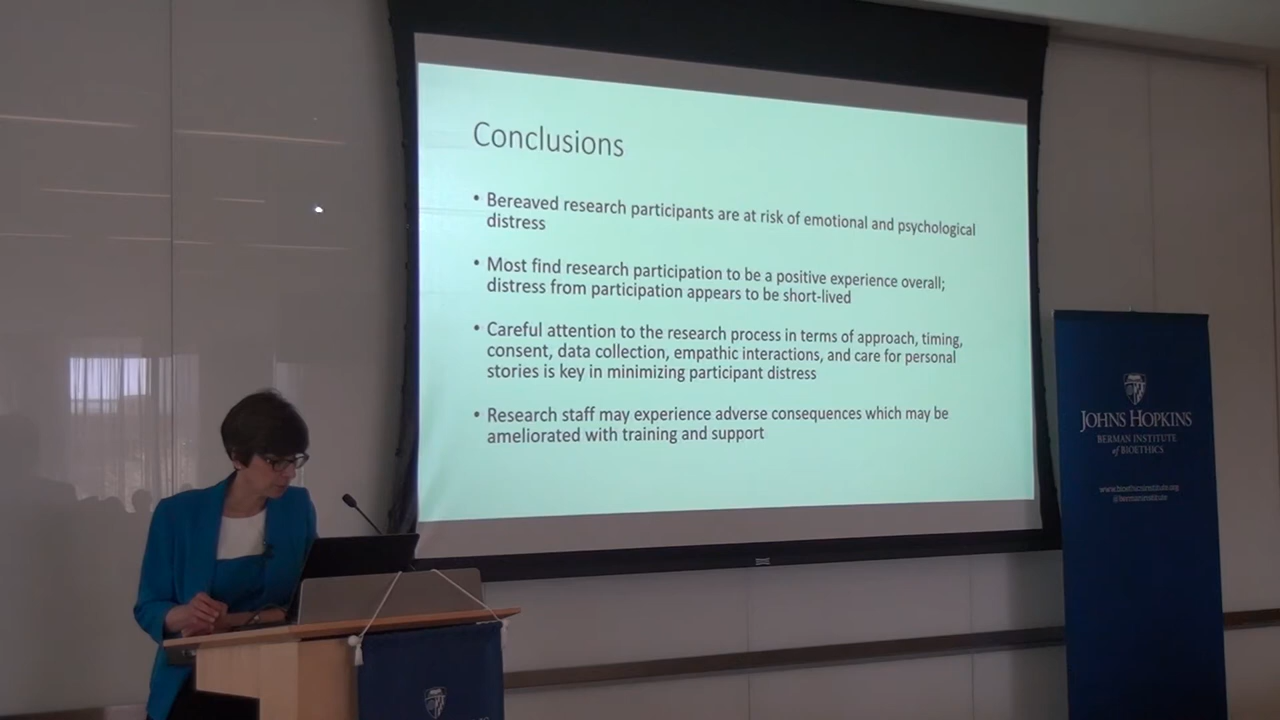 Conclusions
• Bereaved research participants are at risk of emotional and psychological
distress
• Most find research participation to be a positive experience overall;
distress from participation appears to be short-lived
• Careful attention to the research process in terms of approach, timing,
consent, data collection, empathic interactions, and care for personal
stories is key in minimizing participant distress
• Research staff may experience adverse consequences which may be
ameliorated with training and support
JOHNS HOPKINS
BERMAN INSTITUTE
of BIOETHICS
www.bioethicsinstitute.org
@bermaninstitute